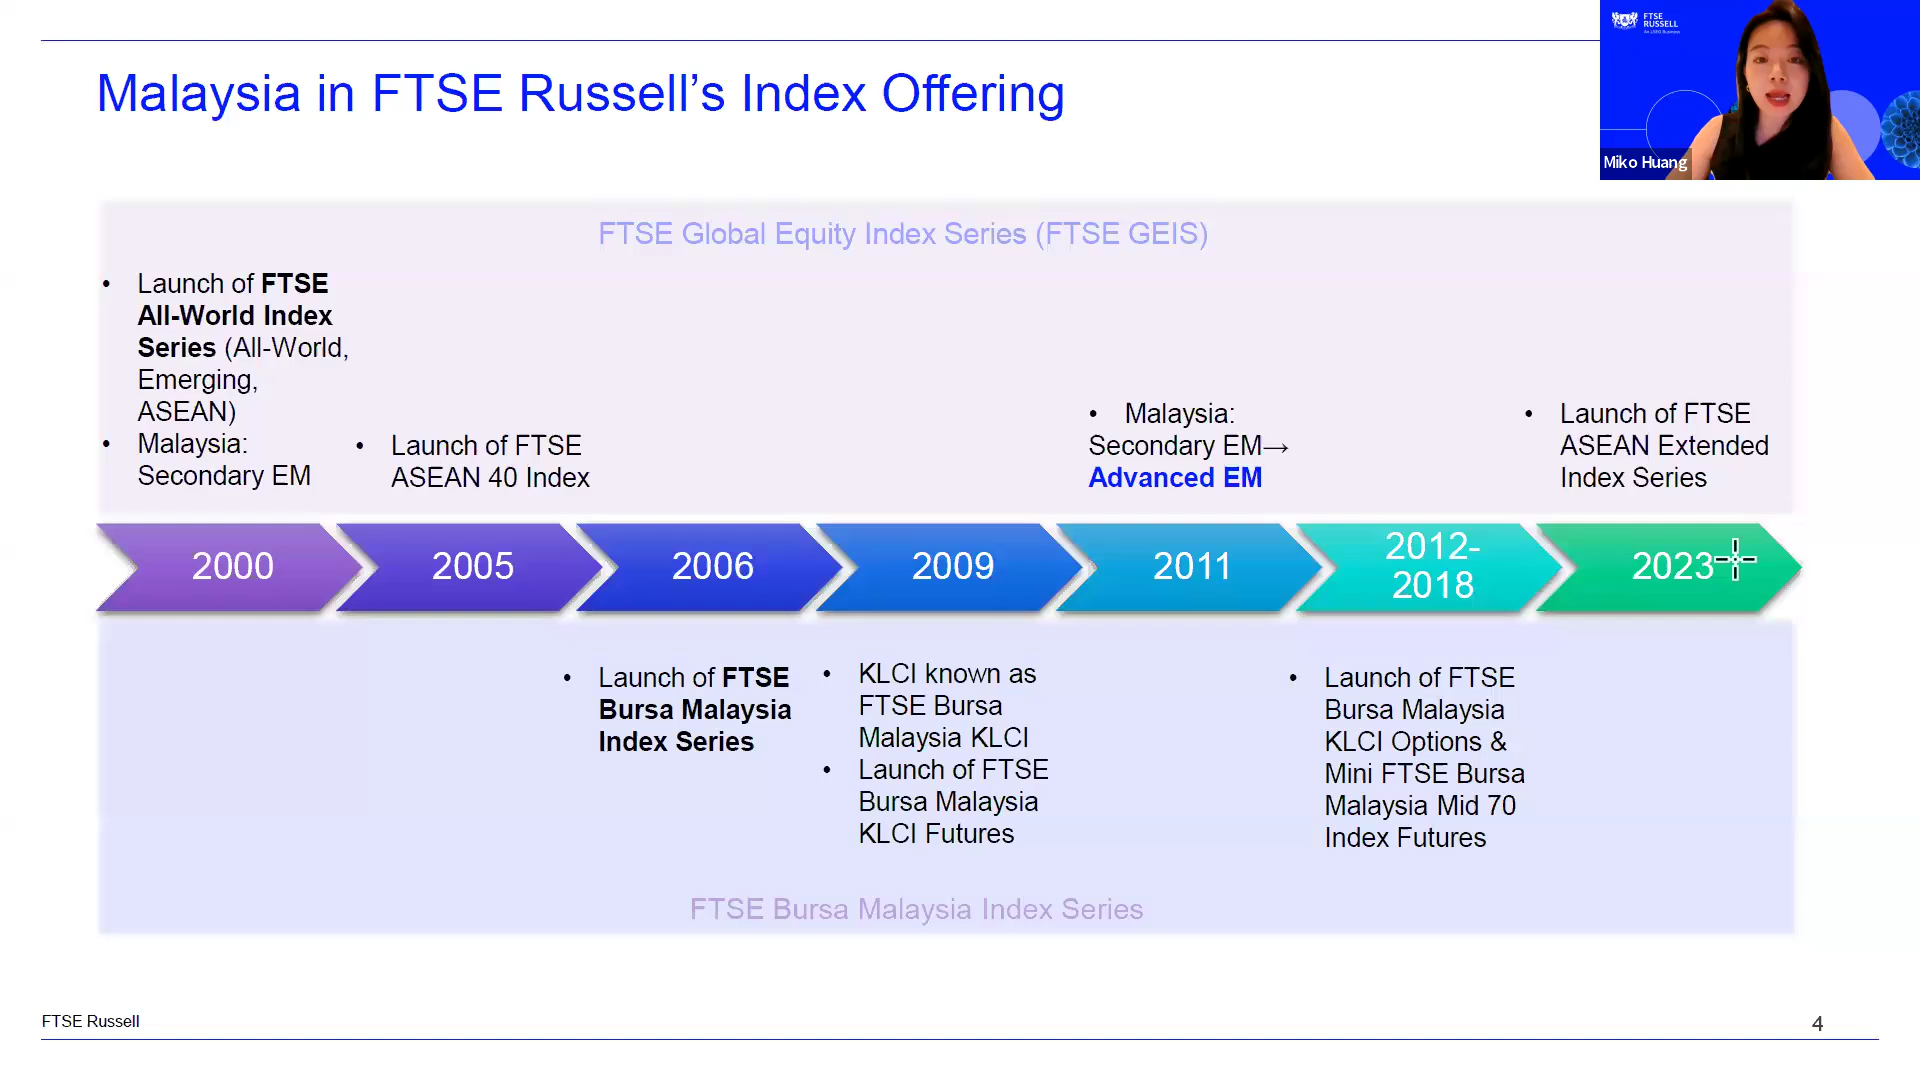 Malaysia in FTSE Russell’s Index Offering
FTSE
RUSSELL
An LSEG Business
Miko Huang
FTSE Global Equity Index Series (FTSE GEIS)
• Launch of FTSE
All-World Index
Series (All-World,
Emerging,
ASEAN)
• Malaysia:
Secondary EM
• Launch of FTSE
ASEAN 40 Index
• Malaysia:
Secondary EM→
Advanced EM
• Launch of FTSE
ASEAN Extended
Index Series
2000
2005
2006
2009
2011
2012-
2018
2023
• Launch of FTSE
Bursa Malaysia
Index Series
• KLCI known as
FTSE Bursa
Malaysia KLCI
• Launch of FTSE
Bursa Malaysia
KLCI Futures
• Launch of FTSE
Bursa Malaysia
KLCI Options &
Mini FTSE Bursa
Malaysia Mid 70
Index Futures
FTSE Bursa Malaysia Index Series
FTSE Russell
4